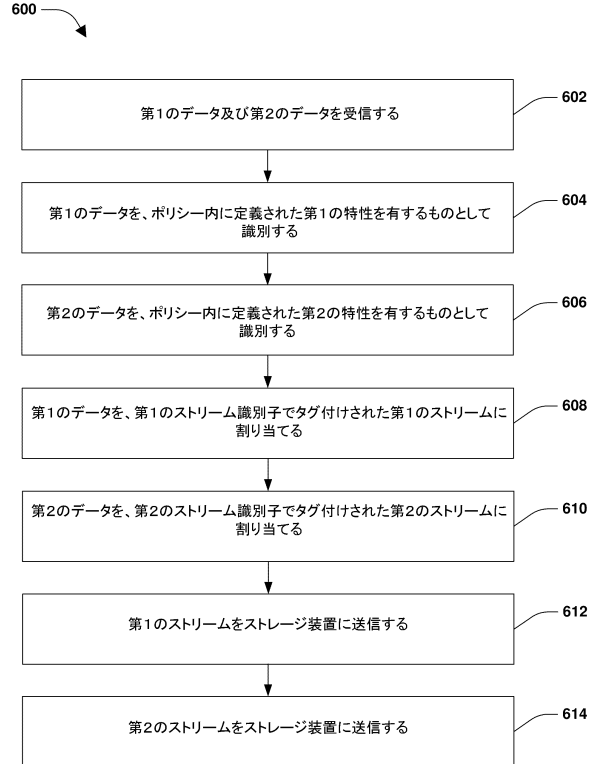 600
第1のデータ及び第2のデータを受信する
602
第1のデータを、ポリシー内に定義された第1の特性を有するものとして
識別する
604
第2のデータを、ポリシー内に定義された第2の特性を有するものとして
識別する
606
第1のデータを、第1のストリーム識別子でタグ付けされた第1のストリームに
割り当てる
608
第2のデータを、第2のストリーム識別子でタグ付けされた第2のストリームに
割り当てる
610
第1のストリームをストレージ装置に送信する
612
第2のストリームをストレージ装置に送信する
614